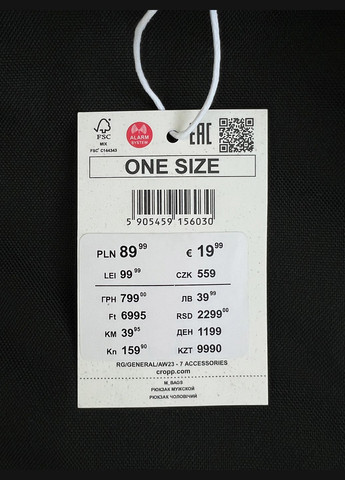 FSC
MIX
FSC® C144343
ALARM
SYSTEM
EAC
ONE SIZE
5 905459 156030
PLN 89 99 € 19 99
LEI 99 99 CZK 559
ГРН 799 00 ЛВ 39 99
Ft 6995 RSD 2299 00
KM 39 95 ДЕН 1199
Kn 159 90 KZT 9990
RG/GENERAL/AW23 - 7 ACCESSORIES
cropp.com
M_BAGS
РЮКЗАК МУЖСКОЙ
РЮКЗАК ЧОЛОВІЧИЙ